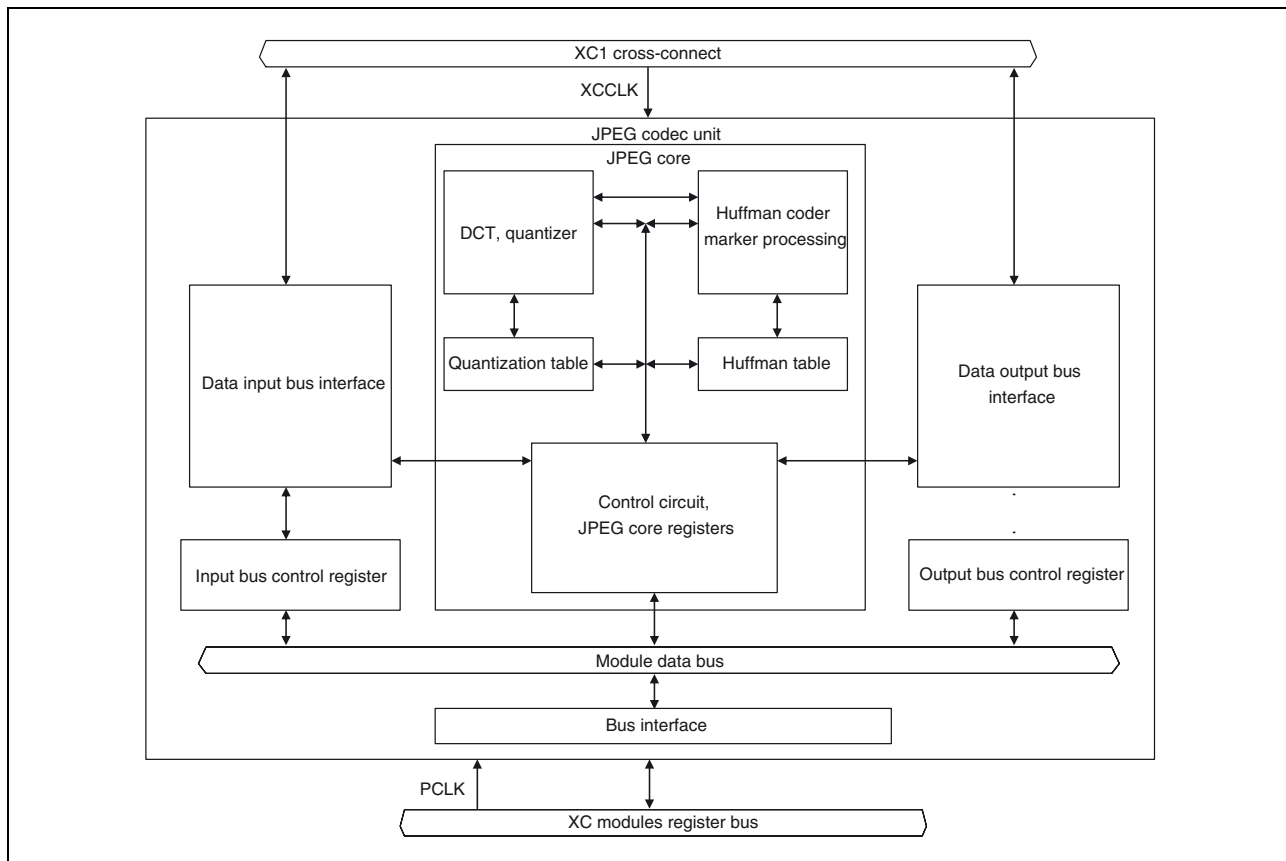 XC1 cross-connect
XCCLK
JPEG codec unit
JPEG core
DCT, quantizer
Huffman coder
marker processing
Quantization table
Huffman table
Data input bus interface
Data output bus
interface
Control circuit,
JPEG core registers
Input bus control register
Output bus control register
Module data bus
Bus interface
PCLK
XC modules register bus